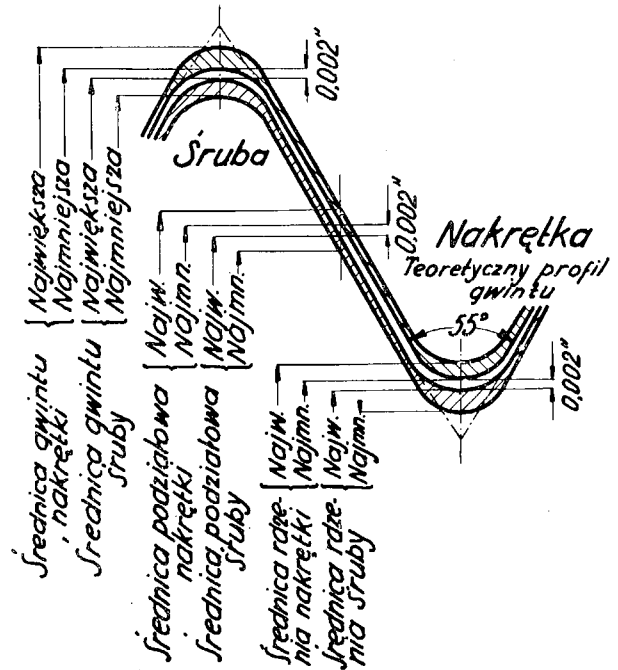 0,002"
Śruba
Największa
Najmniejsza
Największa
Najmniejsza
Średnica gwintu
nakrętki
Średnica gwintu
śruby
0.002"
Nakrętka
Teoretyczny profil
gwintu
55°
Najw.
Najmn.
Najw.
Najmn.
Średnica podziałowa
nakrętki
Średnica podziałowa
śruby
0,002"
Najw.
Najmn.
Najw.
Najmn.
Średnica rdze-
nia nakrętki
Średnica rdze-
nia śruby